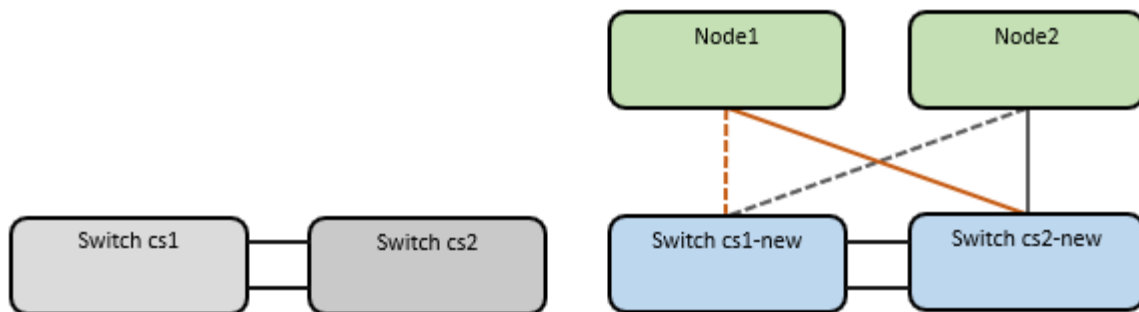 Node1
Node2
Switch cs1
Switch cs2
Switch cs1-new
Switch cs2-new